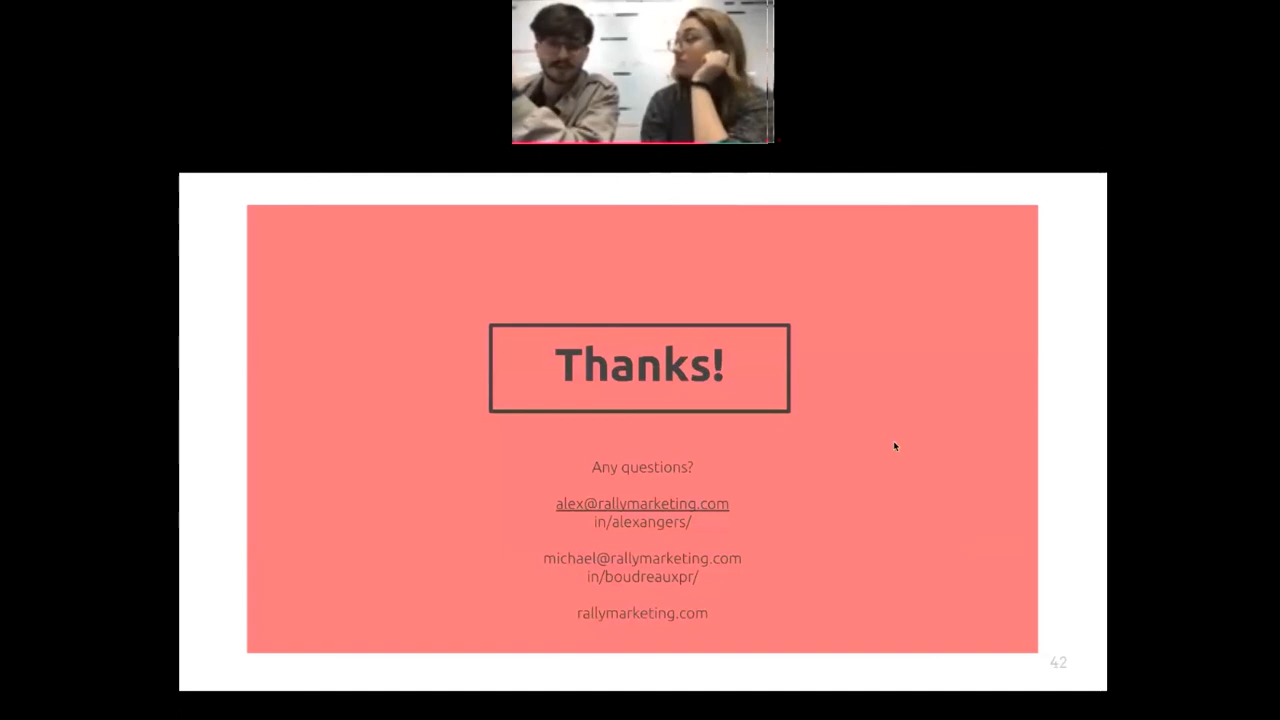 Thanks!
Any questions?
alex@rallymarketing.com
in/alexangers/
michael@rallymarketing.com
in/boudreauxpr/
rallymarketing.com
42